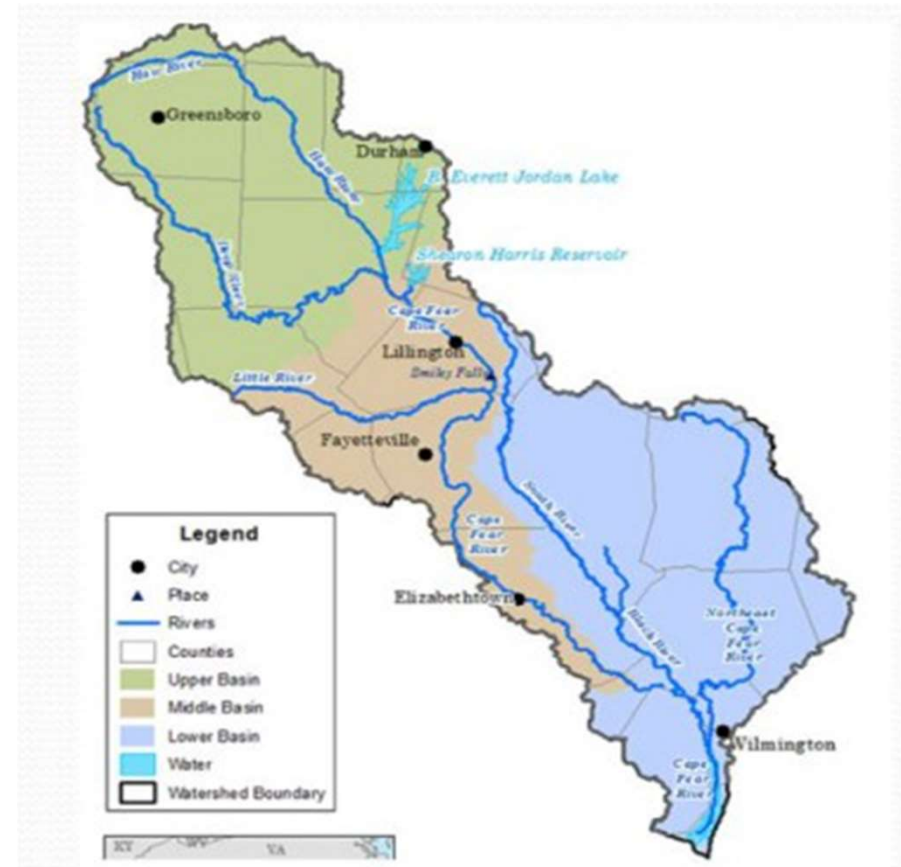 Haw River
Greensboro
Durham
Haw River
B. Everett Jordan Lake
Shearon Harris Reservoir
Deep River
Cape Fear
River
Lillington
Smiley Falls
Little River
Fayetteville
South River
Cape
Fear
River
Elizabethtown
Black River
Northeast
Cape
Fear
River
Wilmington
Cape
Fear
River
Legend
City
Place
Rivers
Counties
Upper Basin
Middle Basin
Lower Basin
Water
Watershed Boundary
KY
WV
VA